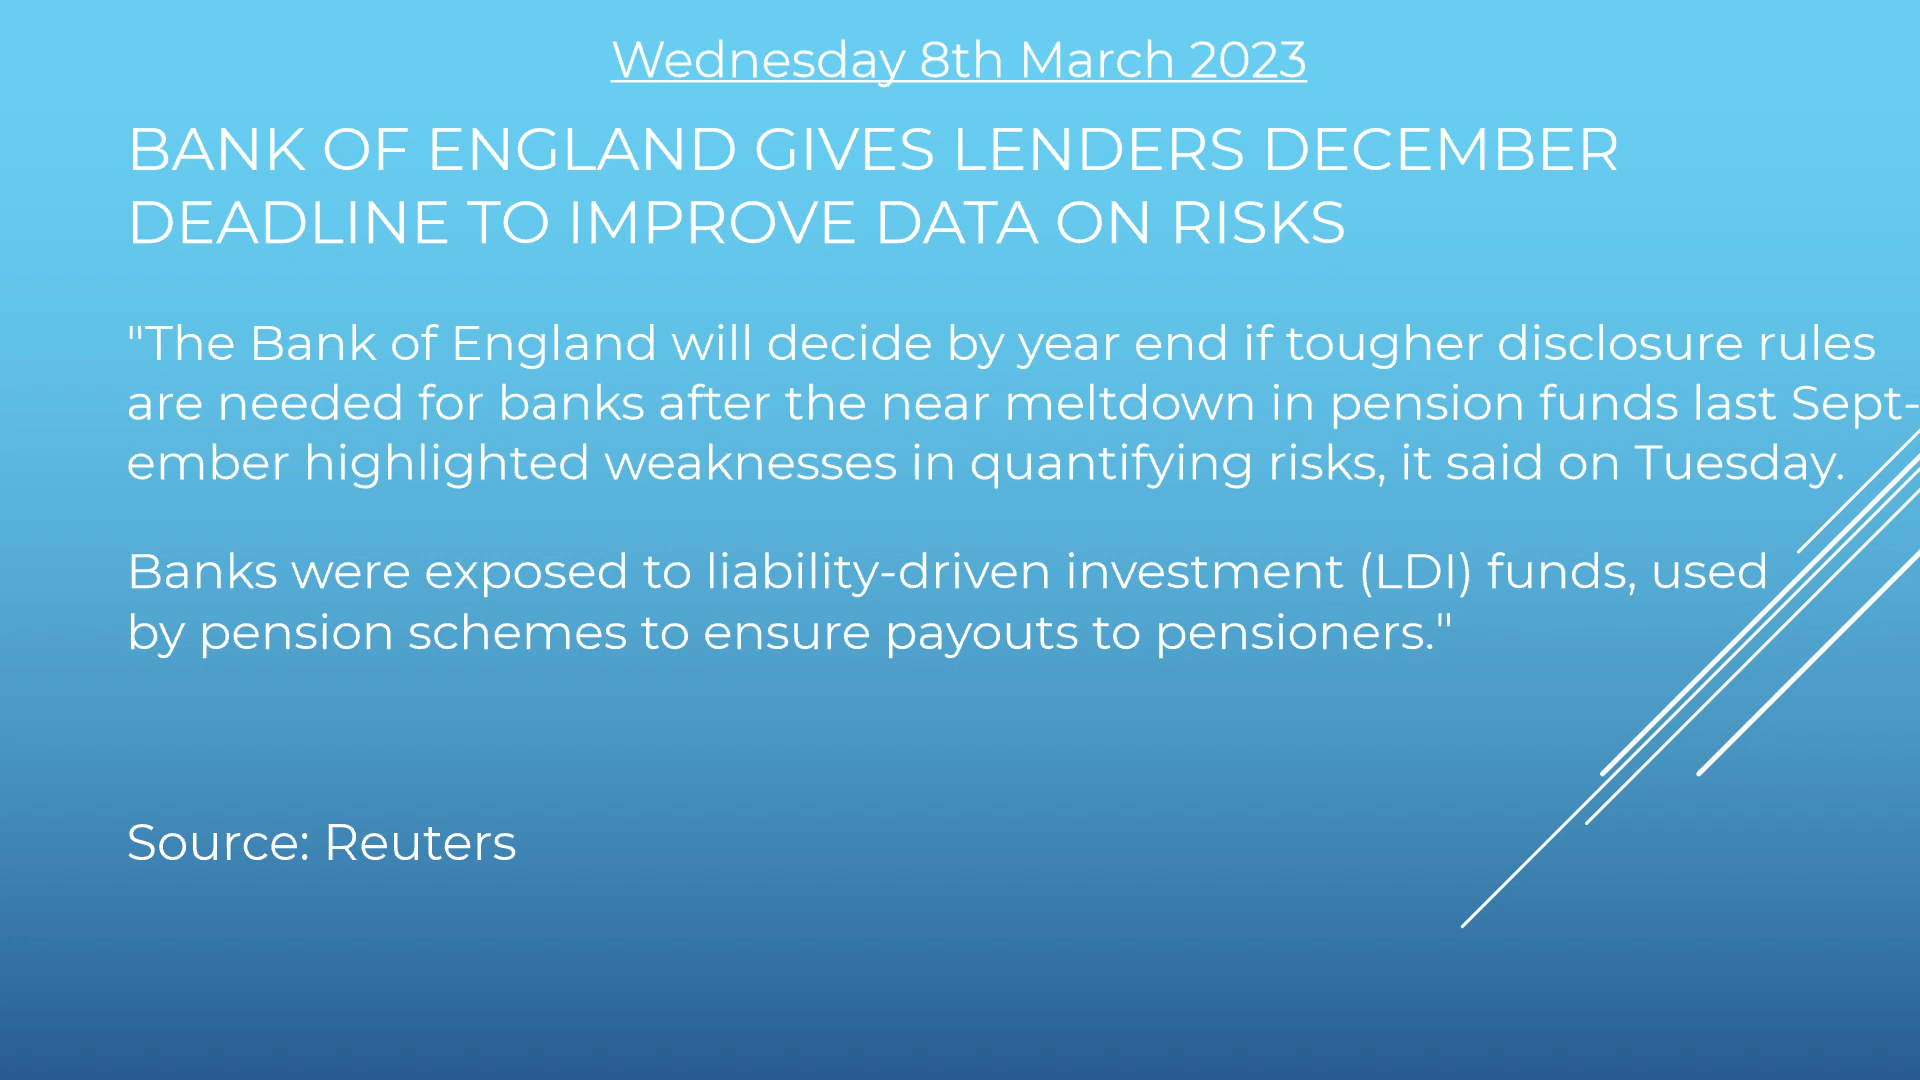 Wednesday 8th March 2023
BANK OF ENGLAND GIVES LENDERS DECEMBER
DEADLINE TO IMPROVE DATA ON RISKS
"The Bank of England will decide by year end if tougher disclosure rules
are needed for banks after the near meltdown in pension funds last Sept-
ember highlighted weaknesses in quantifying risks, it said on Tuesday.
Banks were exposed to liability-driven investment (LDI) funds, used
by pension schemes to ensure payouts to pensioners."
Source: Reuters